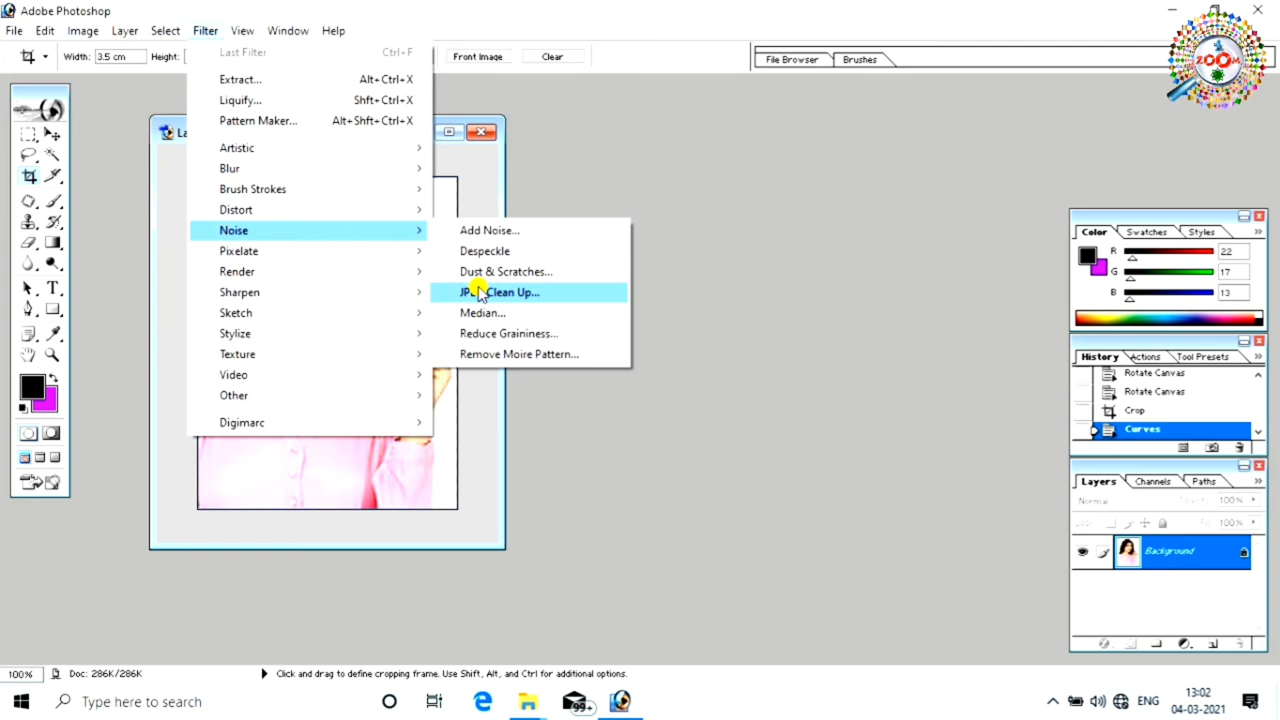 Adobe Photoshop
File Edit Image Layer Select Filter View Window Help
ZOOM
Width: 3.5 cm Height: Front Image Clear
File Browser Brushes
Last Filter Ctrl+F
Extract... Alt+Ctrl+X
Liquify... Shft+Ctrl+X
Pattern Maker... Alt+Shft+Ctrl+X
Artistic
Blur
Brush Strokes
Distort
Noise
Pixelate
Render
Sharpen
Sketch
Stylize
Texture
Video
Other
Digimarc
Add Noise...
Despeckle
Dust & Scratches...
Clean Up...
Median...
Reduce Graininess...
Remove Moire Pattern...
Color Swatches Styles
R 22
G 17
B 13
History Actions Tool Presets
Rotate Canvas
Rotate Canvas
Crop
Curves
Layers Channels Paths
Normal Opacity: 100%
100%
Background
100% Doc: 286K/286K Click and drag to define cropping frame. Use Shift, Alt, and Ctrl for additional options.
Type here to search
99+
ENG
13:02
04-03-2021